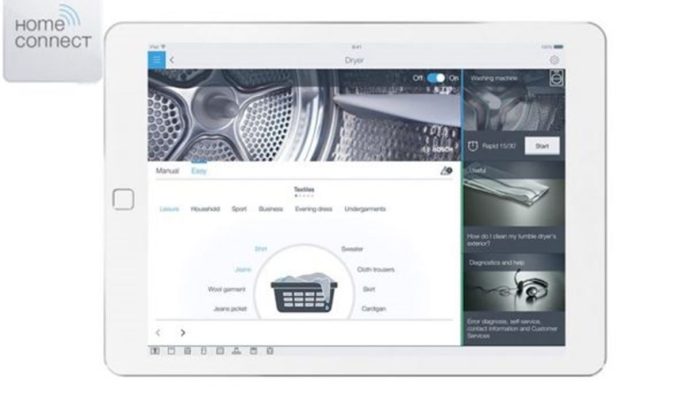 HOME
CONNECT
iPad
9:41
100%
Dryer
Off
On
BOSCH
Manual
Easy
Textiles
Leisure
Household
Sport
Business
Evening dress
Undergarments
Shirt
Sweater
Jeans
Cloth trousers
Wool garment
Skirt
Jeans jacket
Cardigan
Washing machine
Rapid 15/30
Start
Useful
How do I clean my tumble dryer's
exterior?
Diagnostics and help
Error diagnosis, self-service,
contact information and Customer
Services